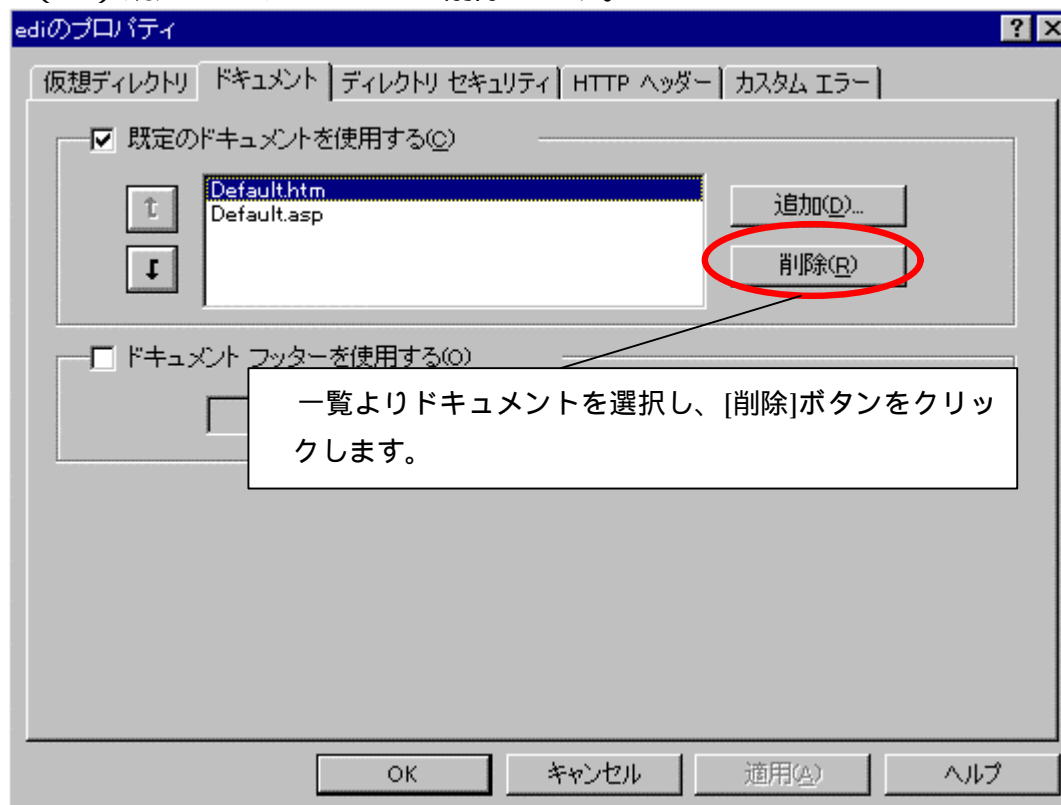 ediのプロパティ
仮想ディレクトリ ドキュメント ディレクトリ セキュリティ HTTP ヘッダー カスタム エラー
既定のドキュメントを使用する(C)
Default.htm
Default.asp
追加(D)...
削除(R)
ドキュメント フッターを使用する(O)
一覧よりドキュメントを選択し、[削除]ボタンをクリッ
クします。
OK キャンセル 適用(A) ヘルプ